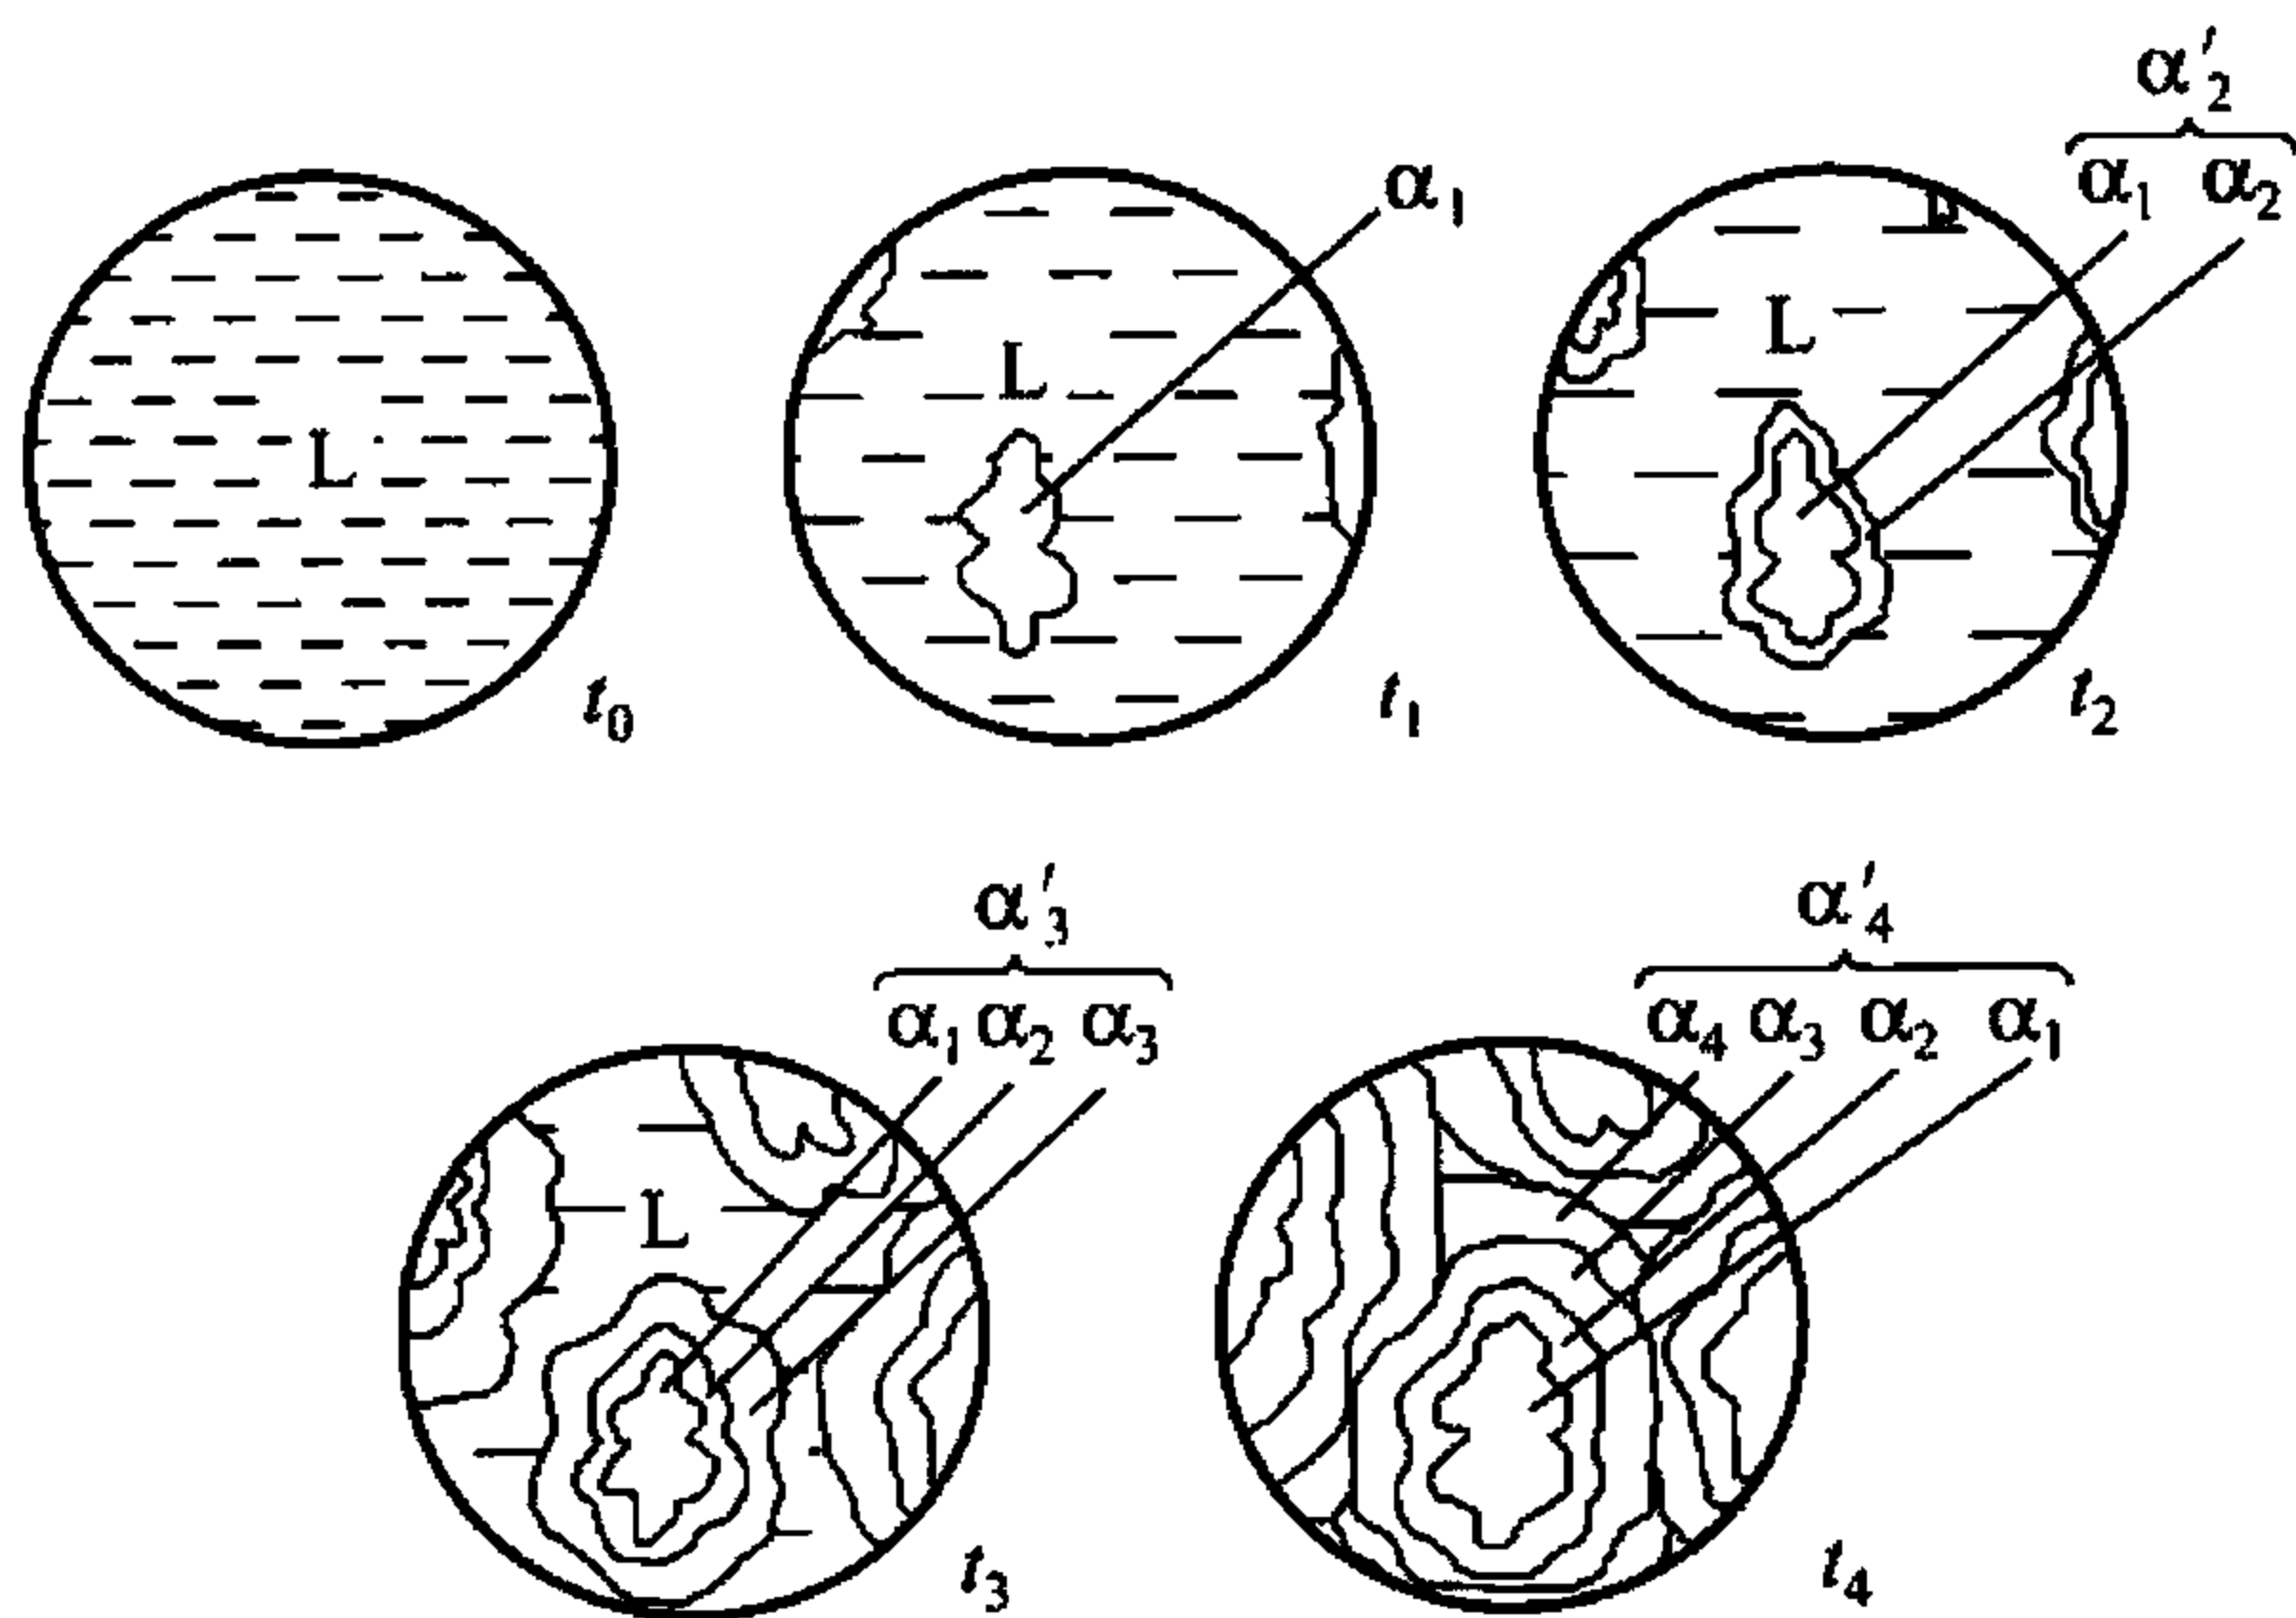 α′₂
α₁
α₁ α₂
L
L
L
t₀
t₁
t₂
α′₃
α′₄
α₁ α₂ α₃
α₄ α₃ α₂ α₁
L
t₃
t₄